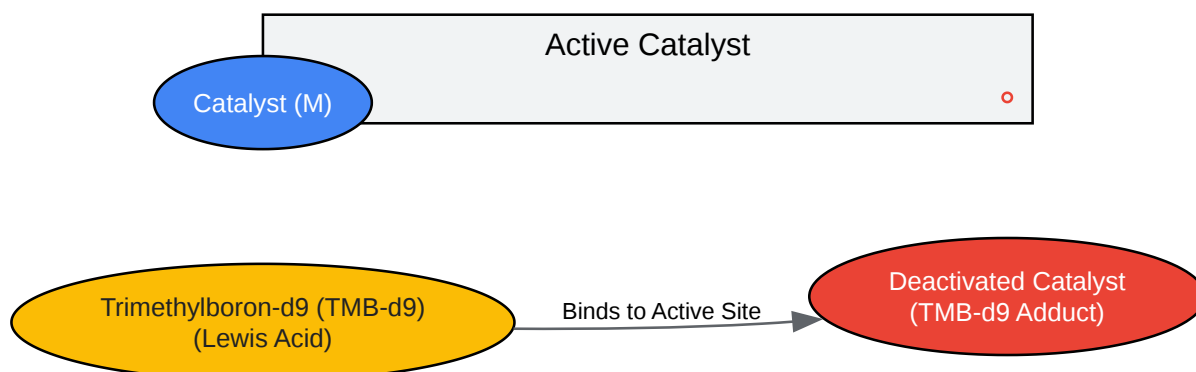 Active Catalyst
Catalyst (M)
Trimethylboron-d9 (TMB-d9)
(Lewis Acid)
Binds to Active Site
Deactivated Catalyst
(TMB-d9 Adduct)